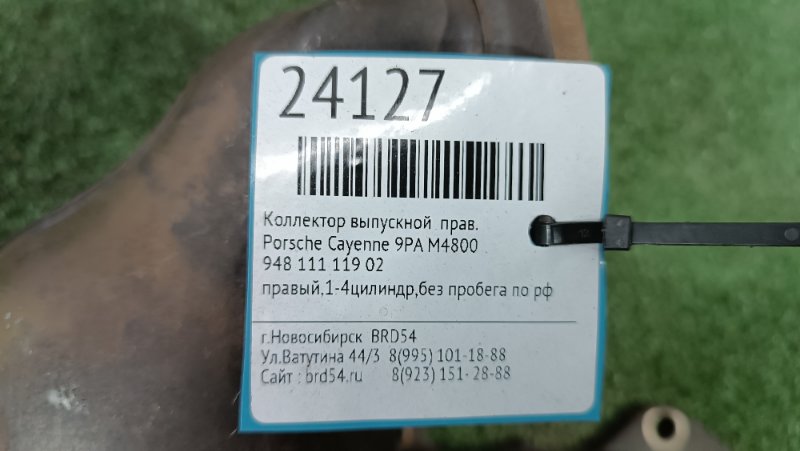 24127
Коллектор выпускной прав.
Porsche Cayenne 9PA M4800
948 111 119 02
правый,1-4цилиндр,без пробега по рф
г.Новосибирск BRD54
Ул.Ватутина 44/3 8(995) 101-18-88
Сайт : brd54.ru 8(923) 151-28-88